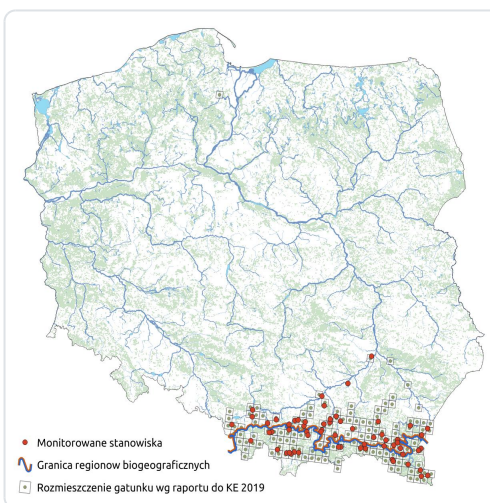 Monitorowane stanowiska
Granica regionow biogeograficznych
Rozmieszczenie gatunku wg raportu do KE 2019